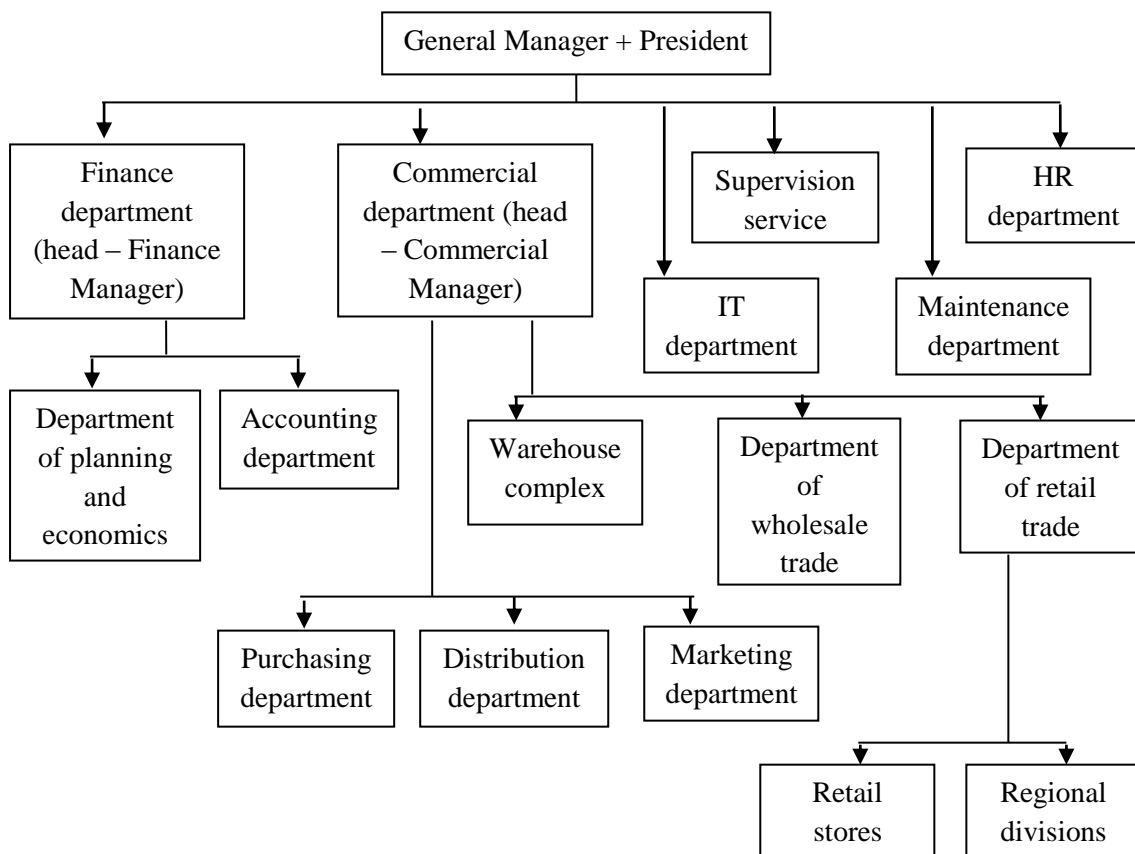 General Manager + President
Finance
department
(head – Finance
Manager)
Commercial
department (head
– Commercial
Manager)
Supervision
service
HR
department
IT
department
Maintenance
department
Department
of planning
and
economics
Accounting
department
Warehouse
complex
Department
of
wholesale
trade
Department
of retail
trade
Purchasing
department
Distribution
department
Marketing
department
Retail
stores
Regional
divisions